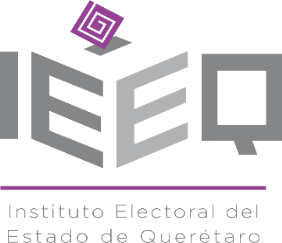 IEEQ
Instituto Electoral del
Estado de Querétaro